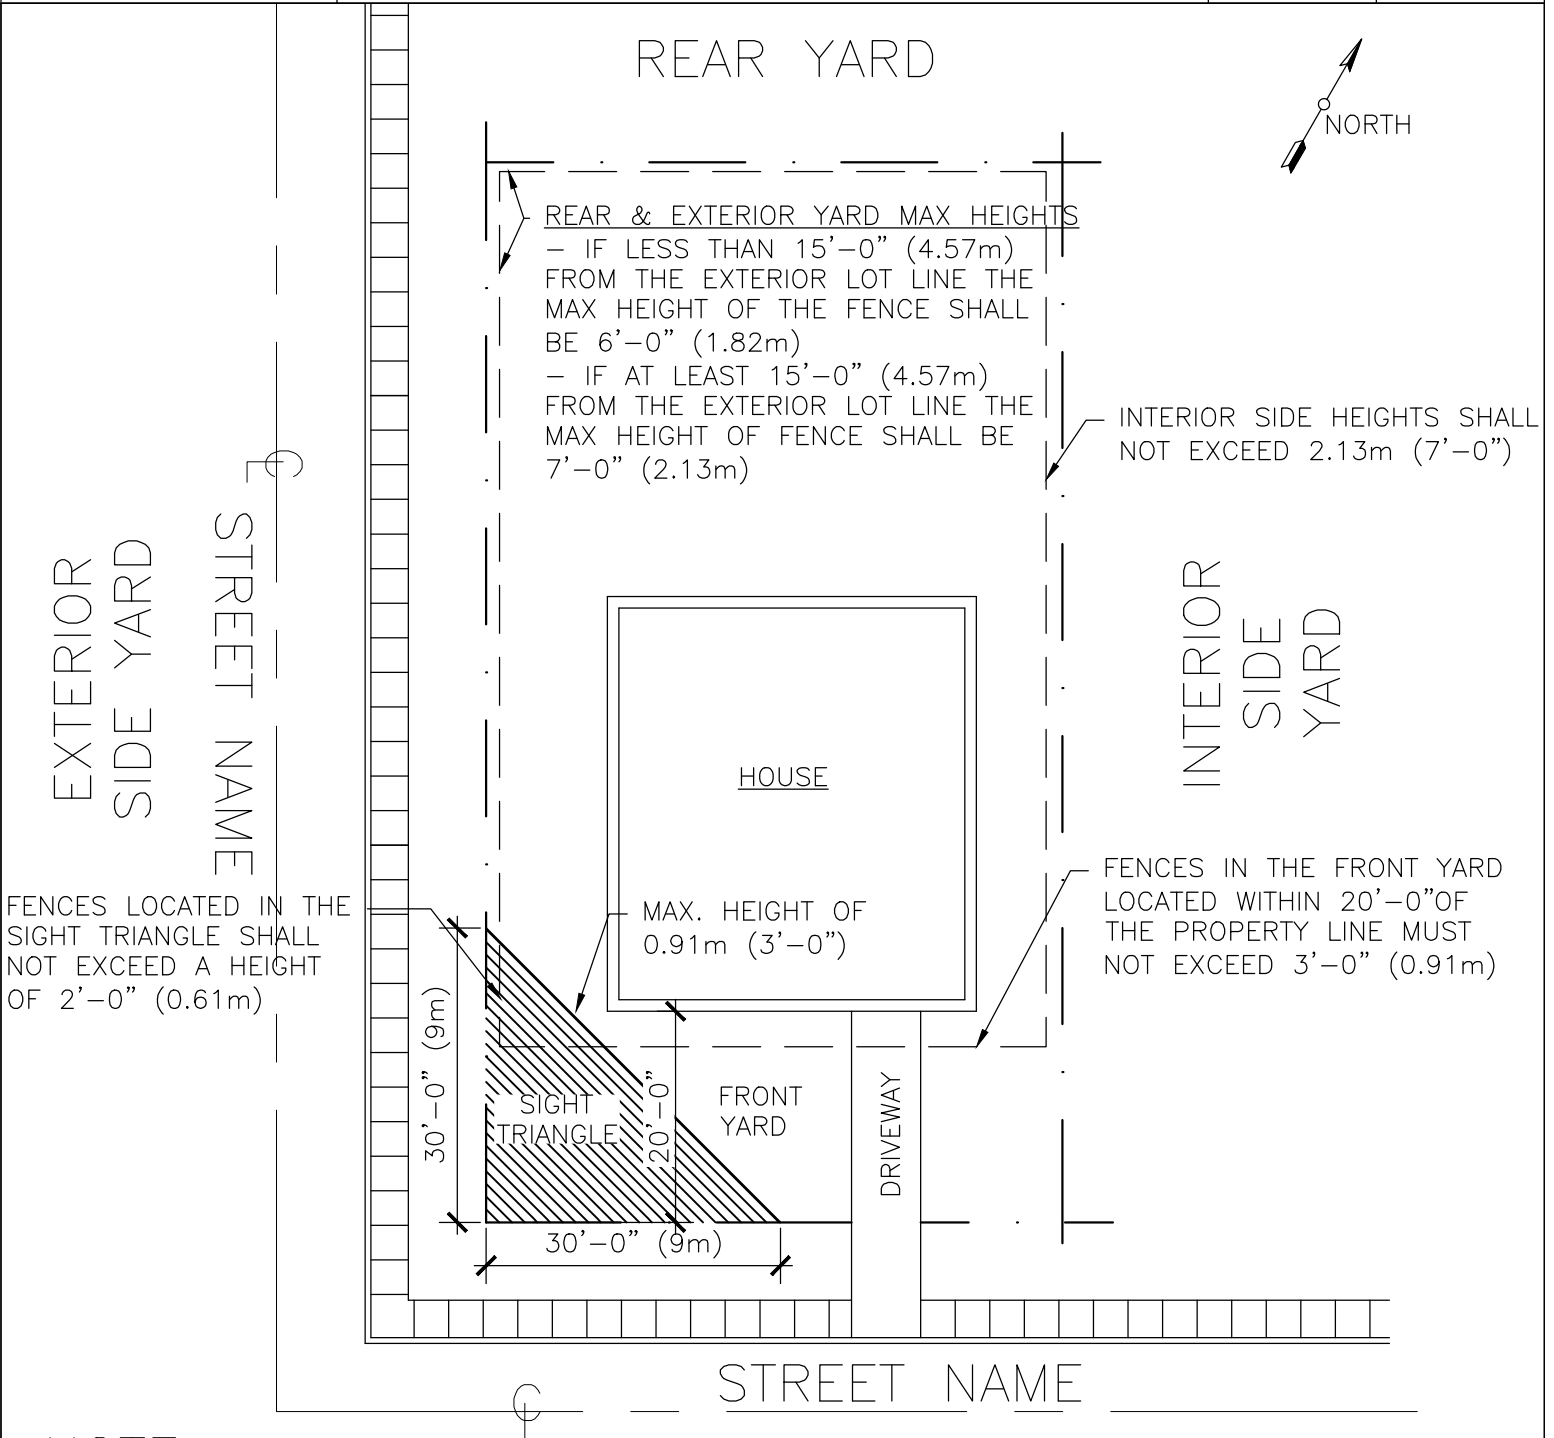 REAR YARD
NORTH
REAR & EXTERIOR YARD MAX HEIGHTS
– IF LESS THAN 15'–0" (4.57m)
FROM THE EXTERIOR LOT LINE THE
MAX HEIGHT OF THE FENCE SHALL
BE 6'–0" (1.82m)
– IF AT LEAST 15'–0" (4.57m)
FROM THE EXTERIOR LOT LINE THE
MAX HEIGHT OF FENCE SHALL BE
7'–0" (2.13m)
INTERIOR SIDE HEIGHTS SHALL
NOT EXCEED 2.13m (7'–0")
EXTERIOR
SIDE YARD
STREET NAME
INTERIOR
SIDE
YARD
HOUSE
FENCES LOCATED IN THE
SIGHT TRIANGLE SHALL
NOT EXCEED A HEIGHT
OF 2'–0" (0.61m)
MAX. HEIGHT OF
0.91m (3'–0")
FENCES IN THE FRONT YARD
LOCATED WITHIN 20'–0"OF
THE PROPERTY LINE MUST
NOT EXCEED 3'–0" (0.91m)
30'–0" (9m)
SIGHT
TRIANGLE
20'–0"
FRONT
YARD
DRIVEWAY
30'–0" (9m)
STREET NAME